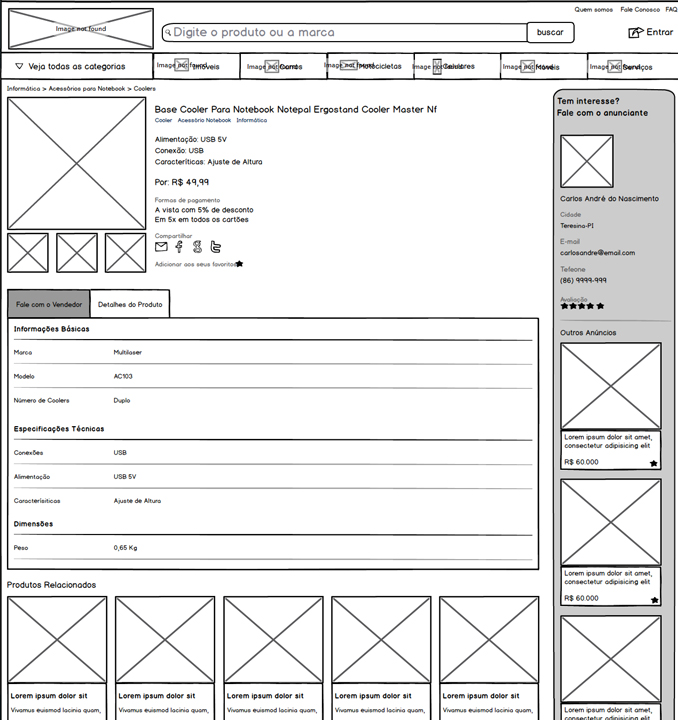 Quem somos Fale Conosco FAQ
Image not found
Digite o produto ou a marca
buscar
Entrar
Veja todas as categorias
Image not found Imóveis
Image not found Carros
Image not found Motocicletas
Image not found Celulares
Image not found Móveis
Image not found Serviços
Informática > Acessórios para Notebook > Coolers
Base Cooler Para Notebook Notepal Ergostand Cooler Master Nf
Cooler Acessório Notebook Informática
Alimentação: USB 5V
Conexão: USB
Características: Ajuste de Altura
Por: R$ 49,99
Formas de pagamento
A vista com 5% de desconto
Em 5x em todos os cartões
Compartilhar
Adicionar aos seus favoritos
Fale com o Vendedor
Detalhes do Produto
Informações Básicas
Marca Multilaser
Modelo AC103
Número de Coolers Duplo
Especificações Técnicas
Conexões USB
Alimentação USB 5V
Caracterísiticas Ajuste de Altura
Dimensões
Peso 0,65 Kg
Produtos Relacionados
Lorem ipsum dolor sit
Vivamus euismod lacinia quam,
Lorem ipsum dolor sit
Vivamus euismod lacinia quam,
Lorem ipsum dolor sit
Vivamus euismod lacinia quam,
Lorem ipsum dolor sit
Vivamus euismod lacinia quam,
Lorem ipsum dolor sit
Vivamus euismod lacinia quam,
Tem interesse?
Fale com o anunciante
Carlos André do Nascimento
Cidade
Teresina-PI
E-mail
carlosandre@email.com
Tefeone
(86) 9999-999
Avaliação
Outros Anúncios
Lorem ipsum dolor sit amet,
consectetur adipisicing elit
R$ 60.000
Lorem ipsum dolor sit amet,
consectetur adipisicing elit
R$ 60.000
Lorem ipsum dolor sit amet,